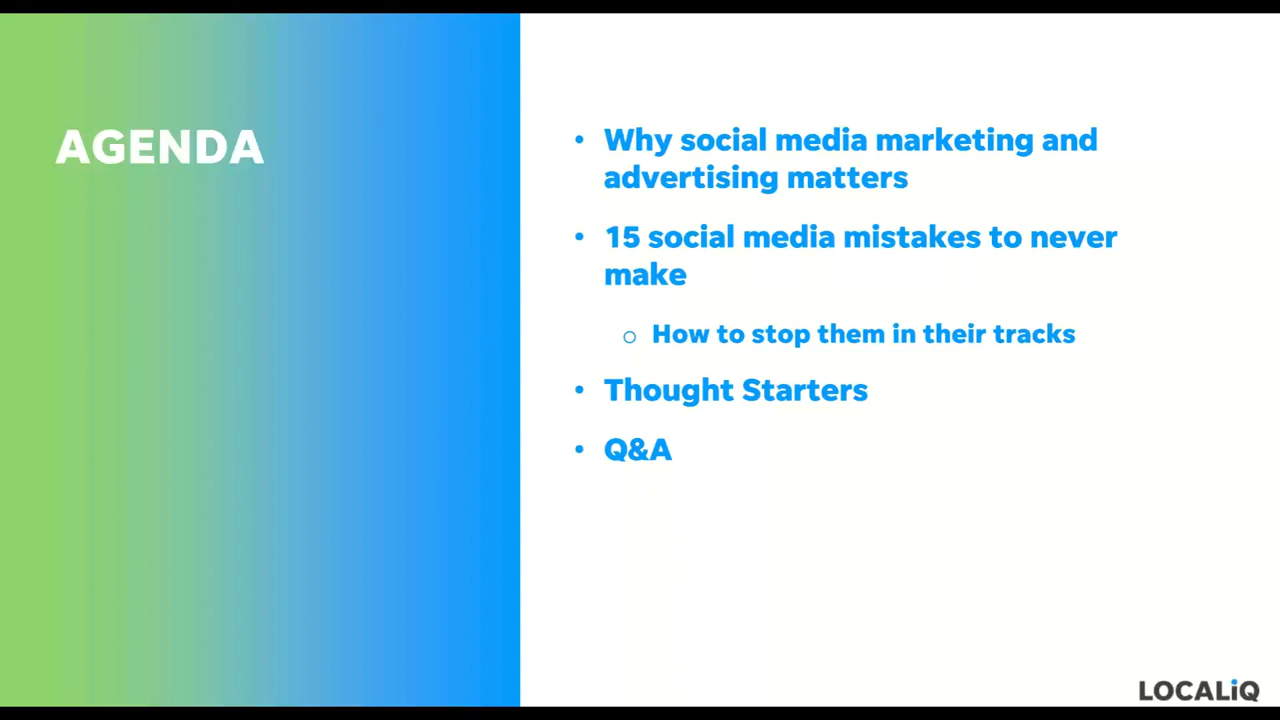 AGENDA
• Why social media marketing and
advertising matters
• 15 social media mistakes to never
make
o How to stop them in their tracks
• Thought Starters
• Q&A
LOCALiQ